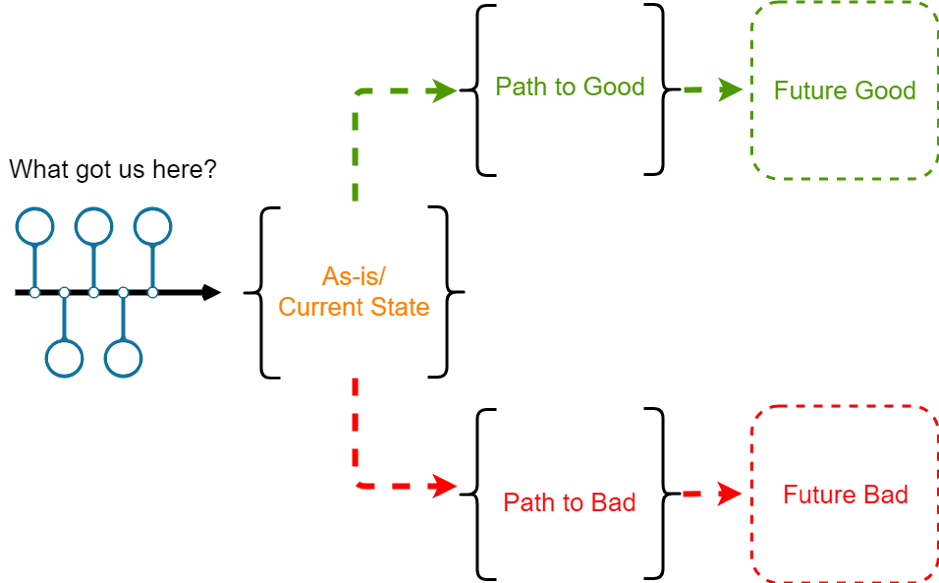 What got us here?
As-is/
Current State
Path to Good
Future Good
Path to Bad
Future Bad